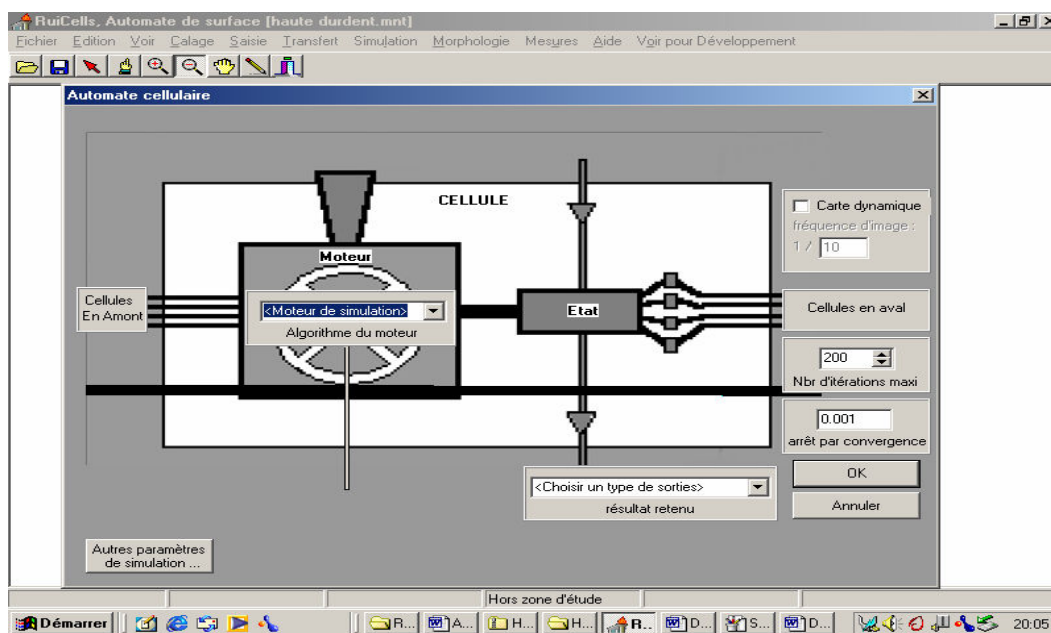 RuiCells, Automate de surface [haute durdent.mnt]
Fichier Edition Voir Calage Saisie Transfert Simulation Morphologie Mesures Aide Voir pour Développement
Automate cellulaire
CELLULE
Carte dynamique
fréquence d'image :
1 / 10
Moteur
Cellules
En Amont
<Moteur de simulation>
Algorithme du moteur
Etat
Cellules en aval
200
Nbr d'itérations maxi
0.001
arrêt par convergence
<Choisir un type de sorties>
résultat retenu
OK
Annuler
Autres paramètres
de simulation ...
Hors zone d'étude
Démarrer R... A... H... H... R.. D... S... D... 20:05